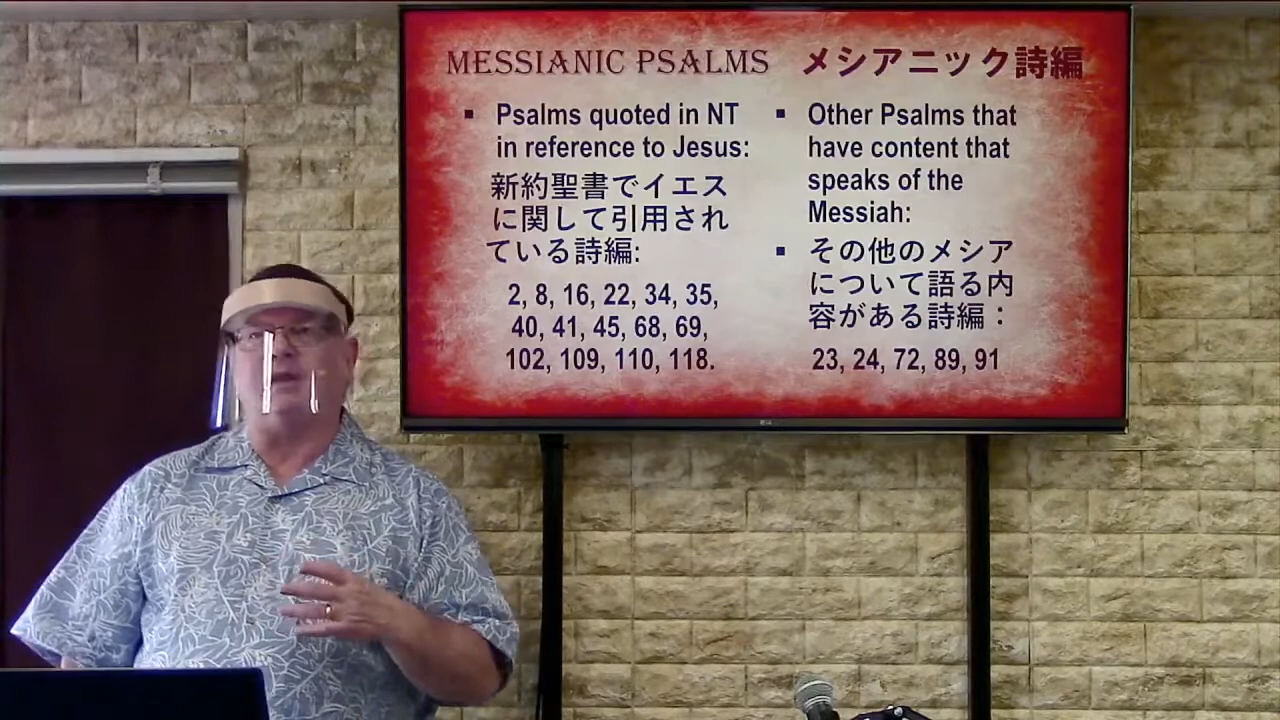 MESSIANIC PSALMS メシアニック詩編
▪ Psalms quoted in NT
in reference to Jesus:
新約聖書でイエス
に関して引用され
ている詩編:
2, 8, 16, 22, 34, 35,
40, 41, 45, 68, 69,
102, 109, 110, 118.
▪ Other Psalms that
have content that
speaks of the
Messiah:
▪ その他のメシア
について語る内
容がある詩編：
23, 24, 72, 89, 91
LG